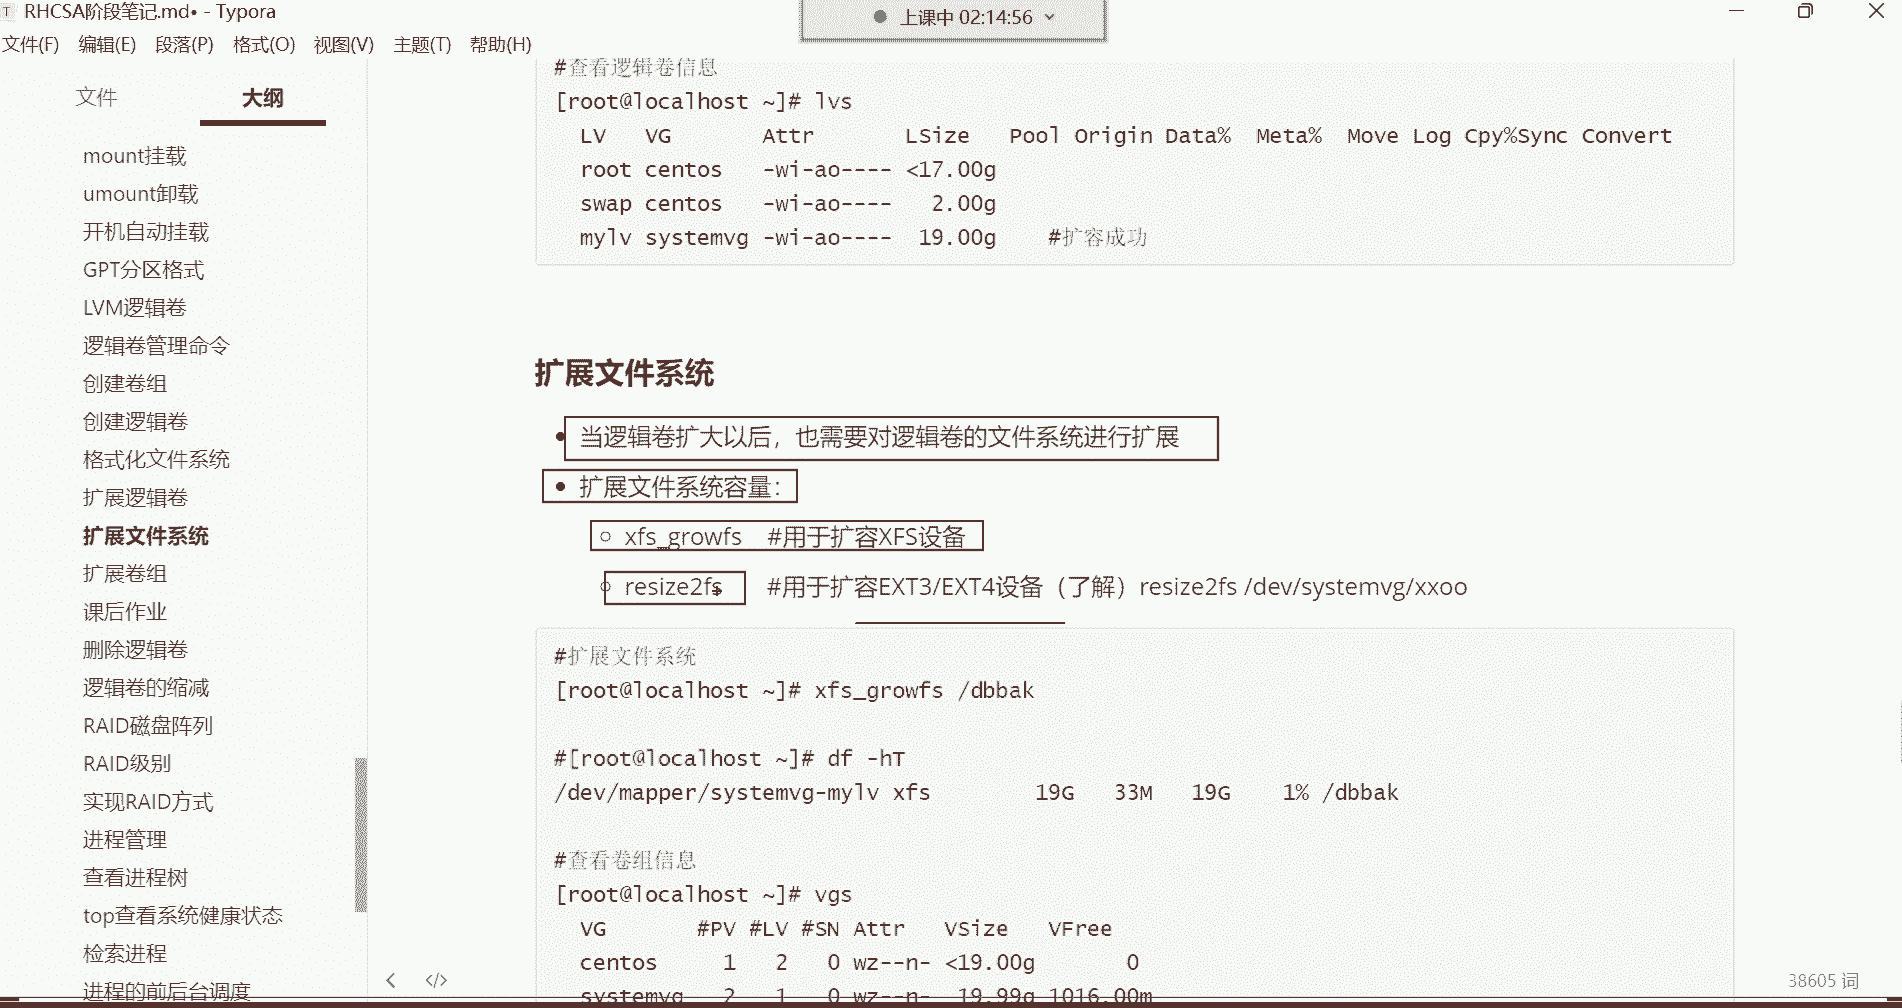 RHCSA阶段笔记.md• - Typora
上课中 02:14:56
文件(F) 编辑(E) 段落(P) 格式(O) 视图(V) 主题(T) 帮助(H)
文件 大纲
mount挂载
umount卸载
开机自动挂载
GPT分区格式
LVM逻辑卷
逻辑卷管理命令
创建卷组
创建逻辑卷
格式化文件系统
扩展逻辑卷
扩展文件系统
扩展卷组
课后作业
删除逻辑卷
逻辑卷的缩减
RAID磁盘阵列
RAID级别
实现RAID方式
进程管理
查看进程树
top查看系统健康状态
检索进程
进程的前后台调度
#查看逻辑卷信息
[root@localhost ~]# lvs
LV VG Attr LSize Pool Origin Data% Meta% Move Log Cpy%Sync Convert
root centos -wi-ao---- <17.00g
swap centos -wi-ao---- 2.00g
mylv systemvg -wi-ao---- 19.00g #扩容成功
扩展文件系统
当逻辑卷扩大以后，也需要对逻辑卷的文件系统进行扩展
扩展文件系统容量：
xfs_growfs #用于扩容XFS设备
resize2fs #用于扩容EXT3/EXT4设备（了解）resize2fs /dev/systemvg/xxoo
#扩展文件系统
[root@localhost ~]# xfs_growfs /dbbak
#[root@localhost ~]# df -hT
/dev/mapper/systemvg-mylv xfs 19G 33M 19G 1% /dbbak
#查看卷组信息
[root@localhost ~]# vgs
VG #PV #LV #SN Attr VSize VFree
centos 1 2 0 wz--n- <19.00g 0
systemvg 2 1 0 wz--n- 19.99g 1016.00m
38605 词